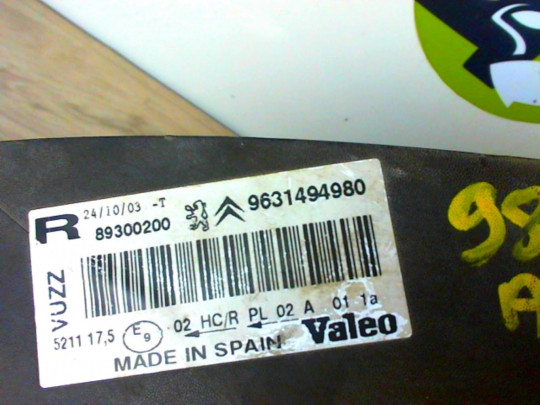 R 24/10/03 -T
89300200 9631494980
VUZZ
5211 17,5 E9 02 HC/R PL 02 A 01 1a
MADE IN SPAIN Valeo